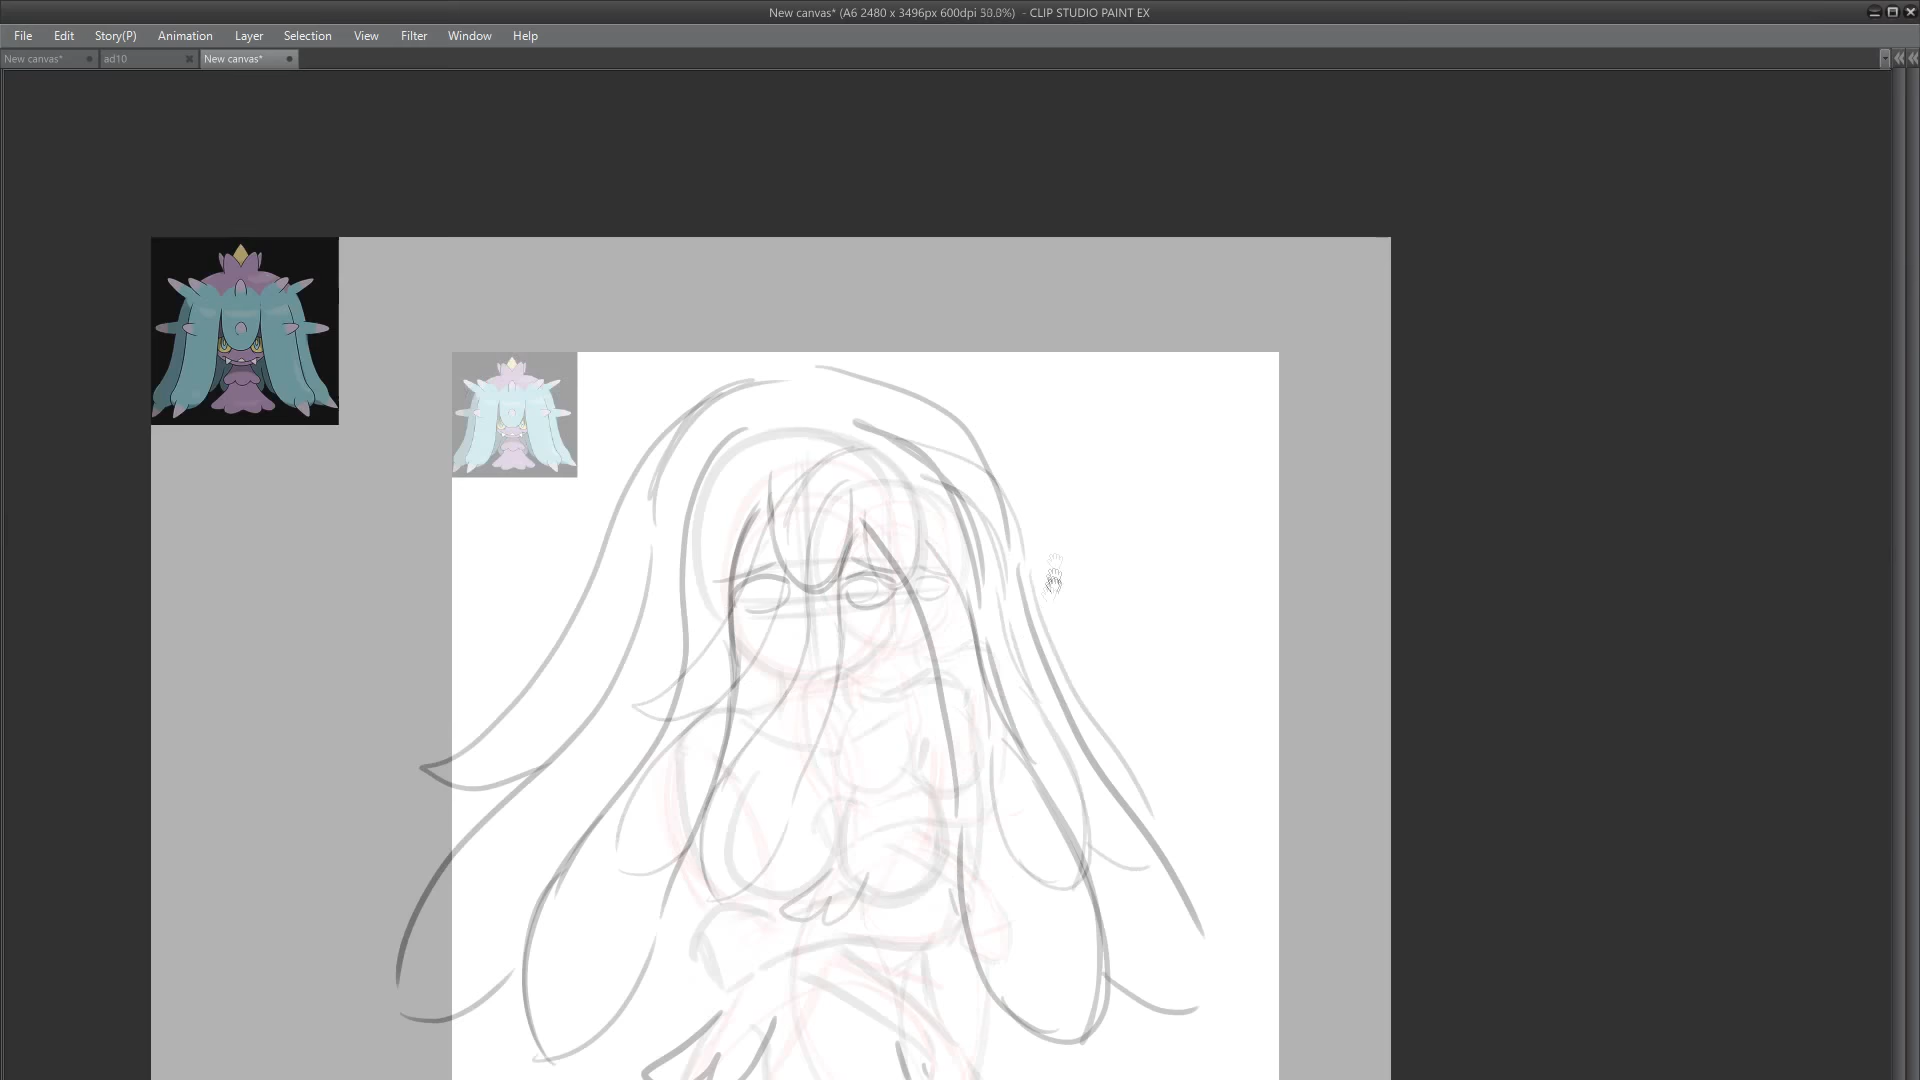 New canvas* (A6 2480 x 3496px 600dpi 50.0%) - CLIP STUDIO PAINT EX
File Edit Story(P) Animation Layer Selection View Filter Window Help
New canvas* ad10 New canvas*